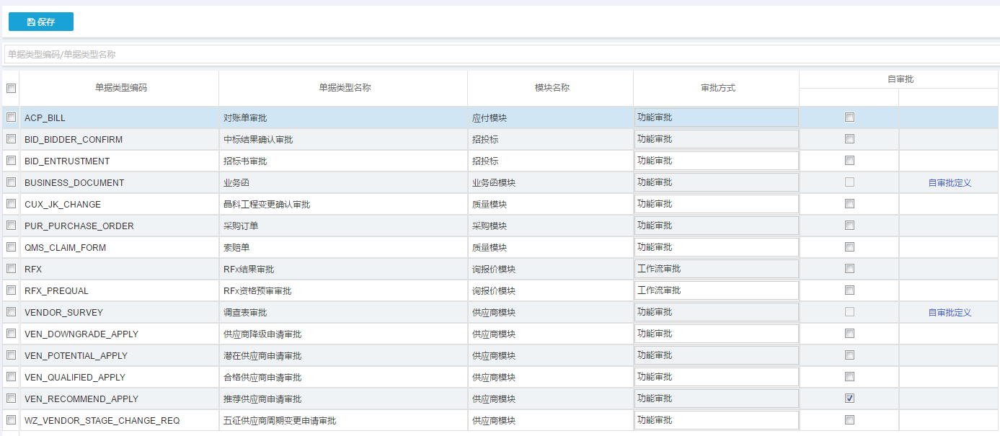 保存
单据类型编码/单据类型名称
单据类型编码 单据类型名称 模块名称 审批方式 自审批
ACP_BILL 对账单审批 应付模块 功能审批
BID_BIDDER_CONFIRM 中标结果确认审批 招投标 功能审批
BID_ENTRUSTMENT 招标书审批 招投标 功能审批
BUSINESS_DOCUMENT 业务函 业务函模块 功能审批 自审批定义
CUX_JK_CHANGE 晶科工程变更确认审批 质量模块 功能审批
PUR_PURCHASE_ORDER 采购订单 采购模块 功能审批
QMS_CLAIM_FORM 索赔单 质量模块 功能审批
RFX RFx结果审批 询报价模块 工作流审批
RFX_PREQUAL RFx资格预审审批 询报价模块 工作流审批
VENDOR_SURVEY 调查表审批 供应商模块 功能审批 自审批定义
VEN_DOWNGRADE_APPLY 供应商降级申请审批 供应商模块 功能审批
VEN_POTENTIAL_APPLY 潜在供应商申请审批 供应商模块 功能审批
VEN_QUALIFIED_APPLY 合格供应商申请审批 供应商模块 功能审批
VEN_RECOMMEND_APPLY 推荐供应商申请审批 供应商模块 功能审批
WZ_VENDOR_STAGE_CHANGE_REQ 五征供应商周期变更申请审批 供应商模块 功能审批